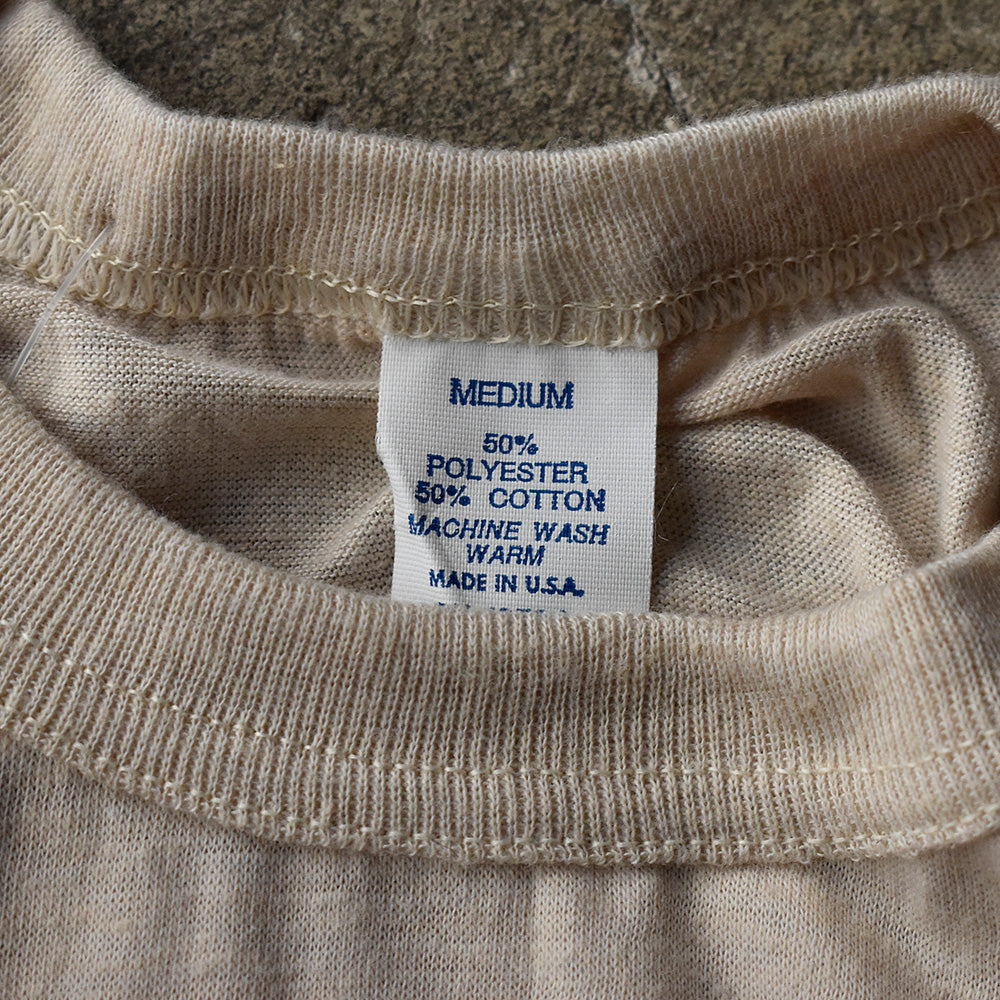 MEDIUM
50%
POLYESTER
50% COTTON
MACHINE WASH
WARM
MADE IN U.S.A.